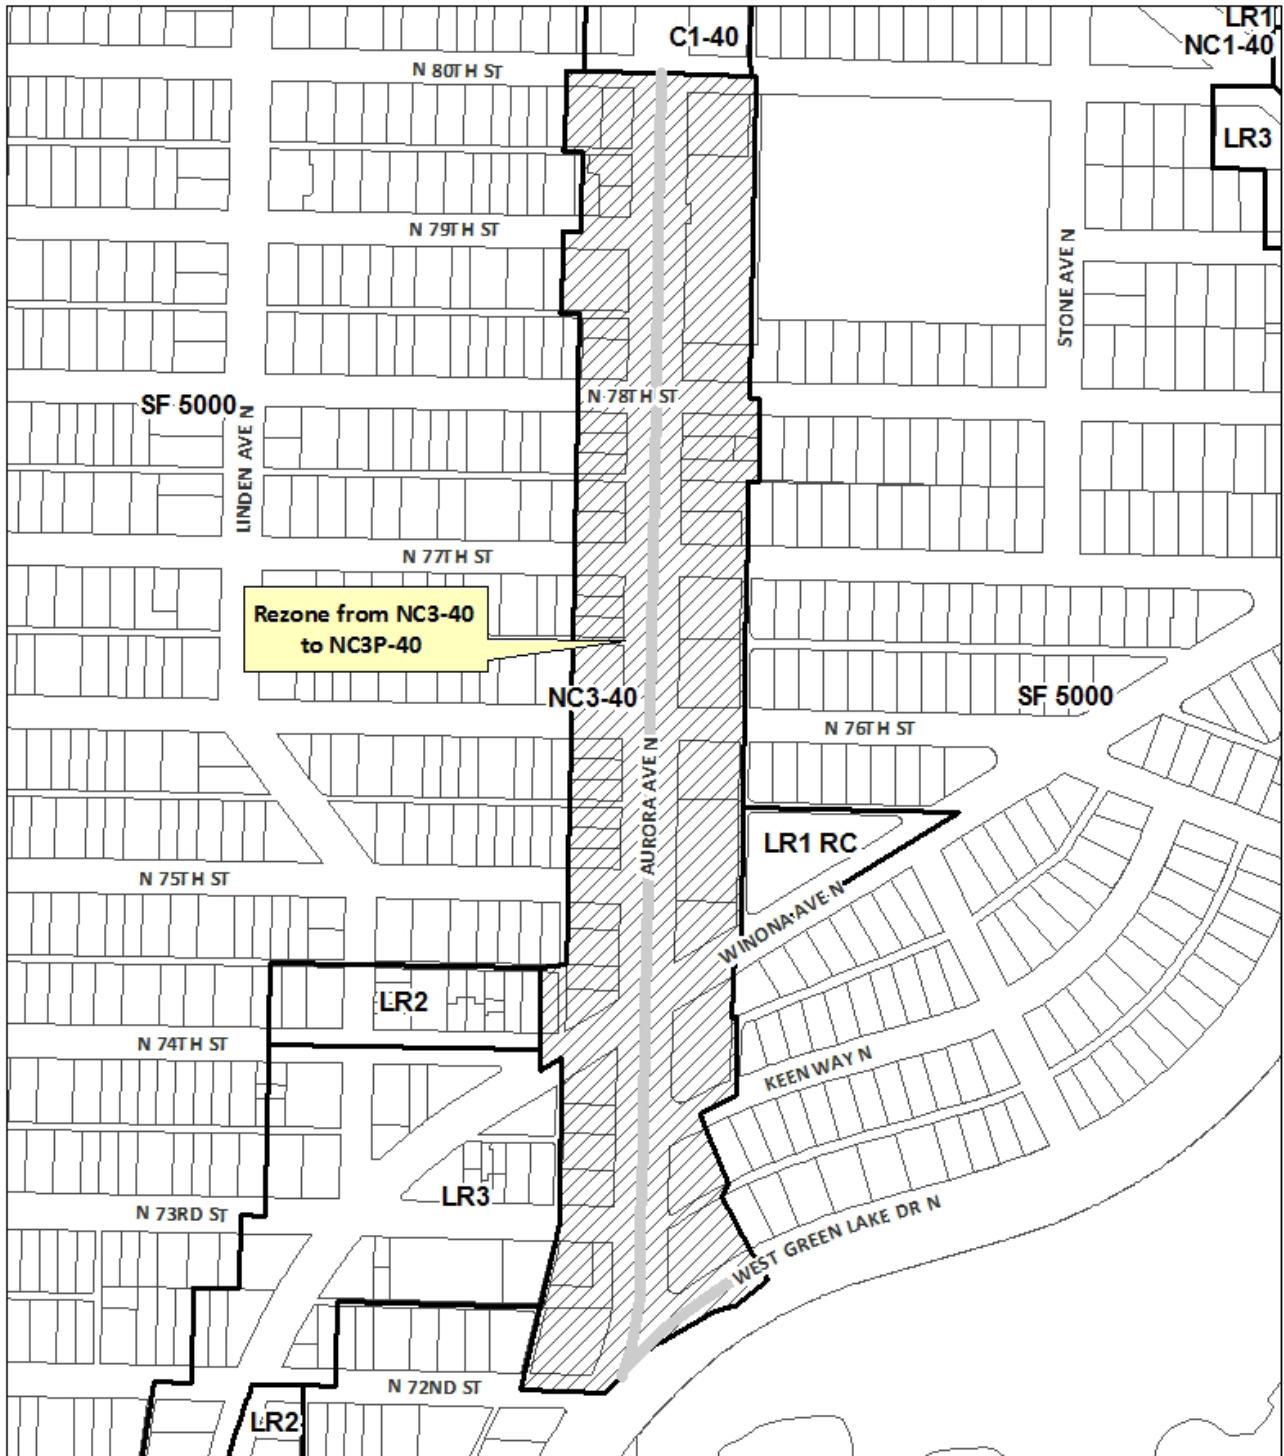 LR1
C1-40
NC1-40
N 80TH ST
LR3
N 79TH ST
STONE AVE N
N 78TH ST
SF 5000
LINDEN AVE N
N 77TH ST
Rezone from NC3-40
to NC3P-40
NC3-40
SF 5000
N 76TH ST
AURORA AVE N
LR1 RC
N 75TH ST
WINONA AVE N
LR2
N 74TH ST
KEEN WAY N
LR3
N 73RD ST
WEST GREEN LAKE DR N
N 72ND ST
LR2